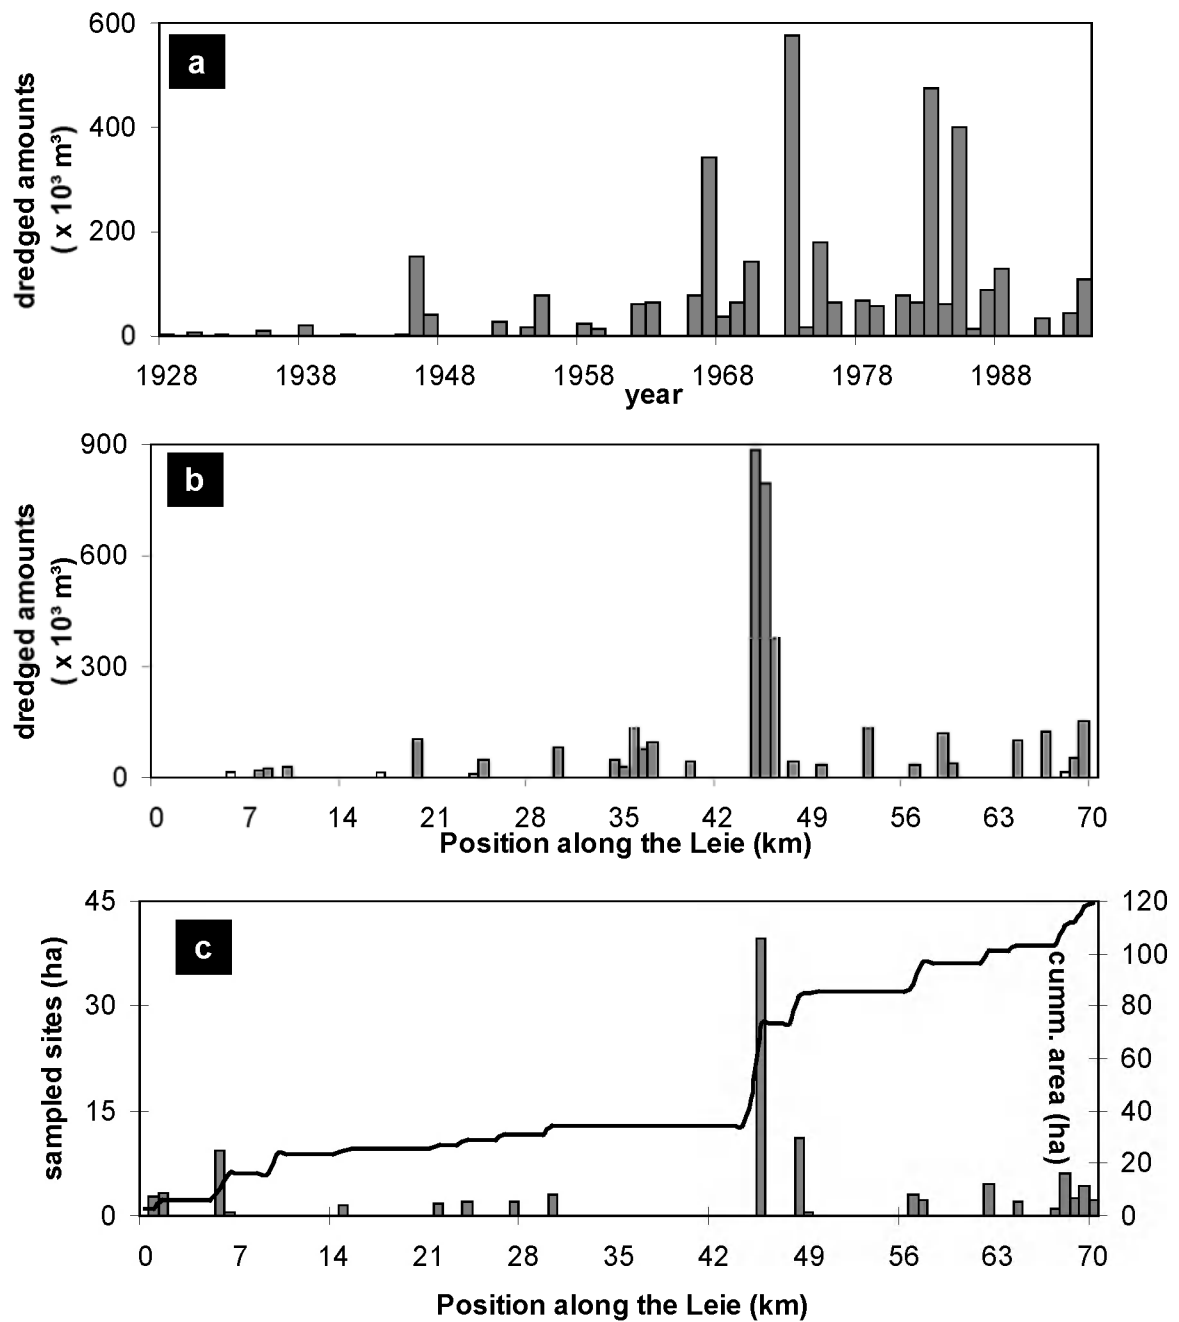 600
a
400
200
0
dredged amounts
( x 10³ m³)
1928 1938 1948 1958 1968 1978 1988
year
900
b
600
300
0
dredged amounts
( x 10³ m³)
0 7 14 21 28 35 42 49 56 63 70
Position along the Leie (km)
45 120
c
100
30 80
60
15 40
20
0 0
sampled sites (ha)
cumm. area (ha)
0 7 14 21 28 35 42 49 56 63 70
Position along the Leie (km)